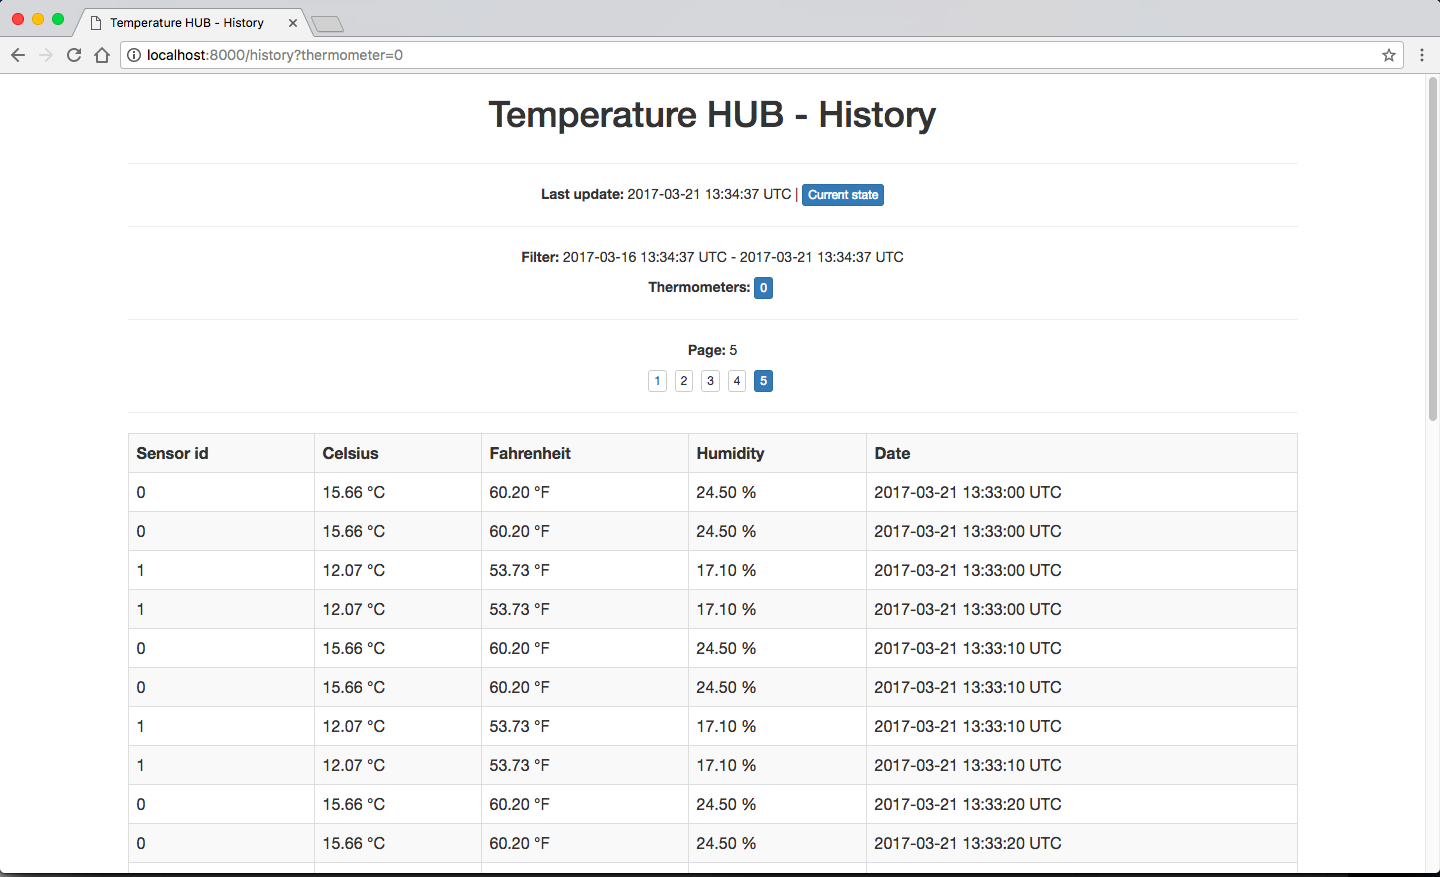 Temperature HUB - History
localhost:8000/history?thermometer=0
Temperature HUB - History
Last update: 2017-03-21 13:34:37 UTC | Current state
Filter: 2017-03-16 13:34:37 UTC - 2017-03-21 13:34:37 UTC
Thermometers: 0
Page: 5
1 2 3 4 5
Sensor id Celsius Fahrenheit Humidity Date
0 15.66 °C 60.20 °F 24.50 % 2017-03-21 13:33:00 UTC
0 15.66 °C 60.20 °F 24.50 % 2017-03-21 13:33:00 UTC
1 12.07 °C 53.73 °F 17.10 % 2017-03-21 13:33:00 UTC
1 12.07 °C 53.73 °F 17.10 % 2017-03-21 13:33:00 UTC
0 15.66 °C 60.20 °F 24.50 % 2017-03-21 13:33:10 UTC
0 15.66 °C 60.20 °F 24.50 % 2017-03-21 13:33:10 UTC
1 12.07 °C 53.73 °F 17.10 % 2017-03-21 13:33:10 UTC
1 12.07 °C 53.73 °F 17.10 % 2017-03-21 13:33:10 UTC
0 15.66 °C 60.20 °F 24.50 % 2017-03-21 13:33:20 UTC
0 15.66 °C 60.20 °F 24.50 % 2017-03-21 13:33:20 UTC